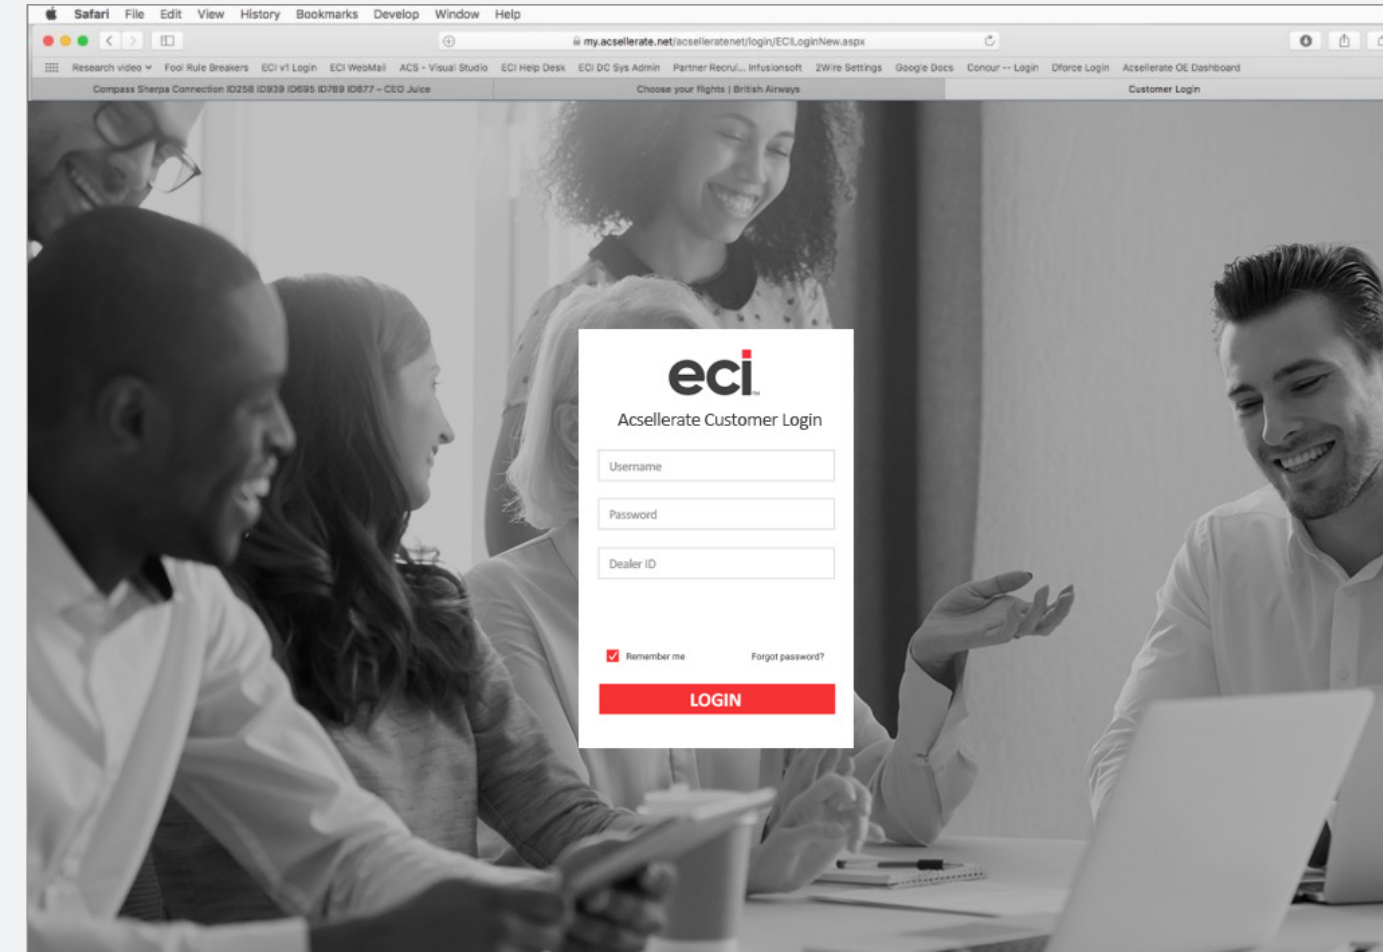 Safari File Edit View History Bookmarks Develop Window Help
my.acsellerate.net/acselleratenet/login/ECILoginNew.aspx
Research video Fool Rule Breakers ECI v1 Login ECI WebMail ACS - Visual Studio ECI Help Desk ECI DC Sys Admin Partner Recrui... Infusionsoft 2Wire Settings Google Docs Concur -- Login Dforce Login Acsellerate OE Dashboard
Compass Sherpa Connection ID258 ID939 ID695 ID789 ID877 – CEO Juice Choose your flights | British Airways Customer Login
eci
Acsellerate Customer Login
Username
Password
Dealer ID
Remember me Forgot password?
LOGIN